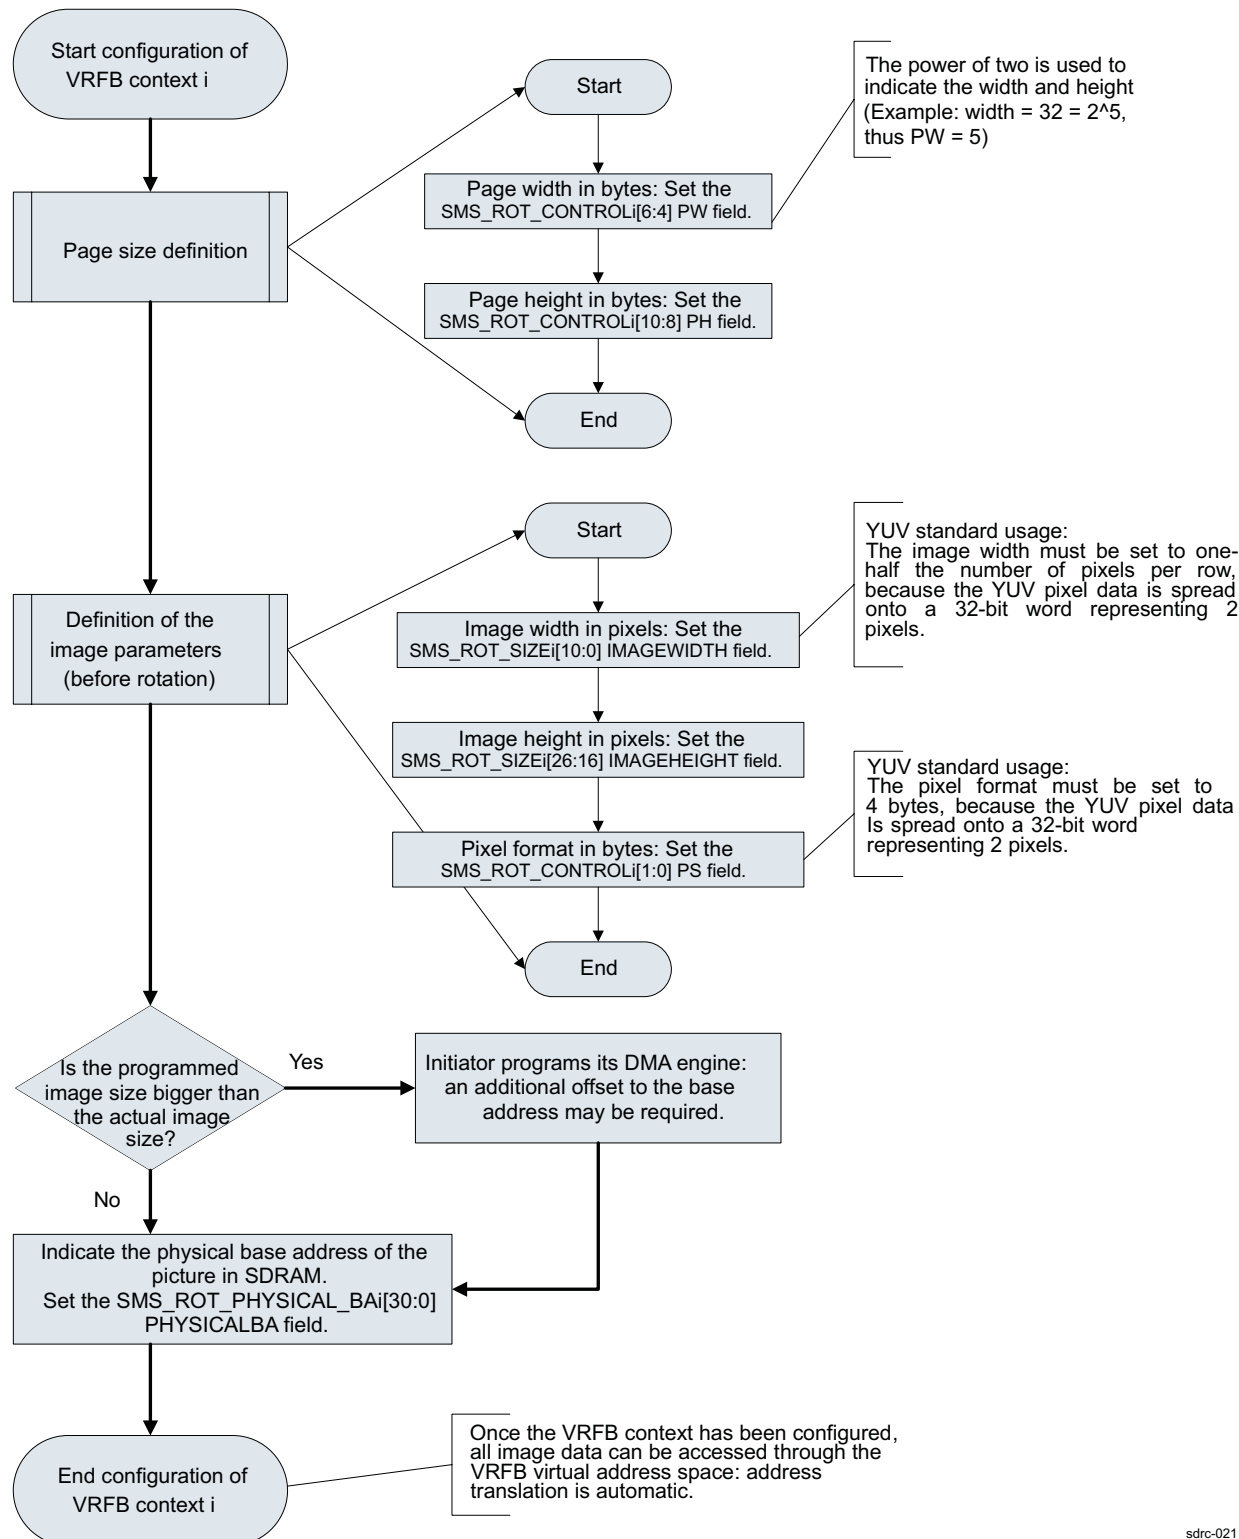 Start configuration of
VRFB context i
Start
The power of two is used to
indicate the width and height
(Example: width = 32 = 2^5,
thus PW = 5)
Page width in bytes: Set the
SMS_ROT_CONTROLi[6:4] PW field.
Page size definition
Page height in bytes: Set the
SMS_ROT_CONTROLi[10:8] PH field.
End
Start
YUV standard usage:
The image width must be set to one-
half the number of pixels per row,
because the YUV pixel data is spread
onto a 32-bit word representing 2
pixels.
Definition of the
image parameters
(before rotation)
Image width in pixels: Set the
SMS_ROT_SIZEi[10:0] IMAGEWIDTH field.
Image height in pixels: Set the
SMS_ROT_SIZEi[26:16] IMAGEHEIGHT field.
YUV standard usage:
The pixel format must be set to
4 bytes, because the YUV pixel data
Is spread onto a 32-bit word
representing 2 pixels.
Pixel format in bytes: Set the
SMS_ROT_CONTROLi[1:0] PS field.
End
Is the programmed
image size bigger than
the actual image
size?
Yes
Initiator programs its DMA engine:
an additional offset to the base
address may be required.
No
Indicate the physical base address of the
picture in SDRAM.
Set the SMS_ROT_PHYSICAL_BAi[30:0]
PHYSICALBA field.
End configuration of
VRFB context i
Once the VRFB context has been configured,
all image data can be accessed through the
VRFB virtual address space: address
translation is automatic.
sdrc-021